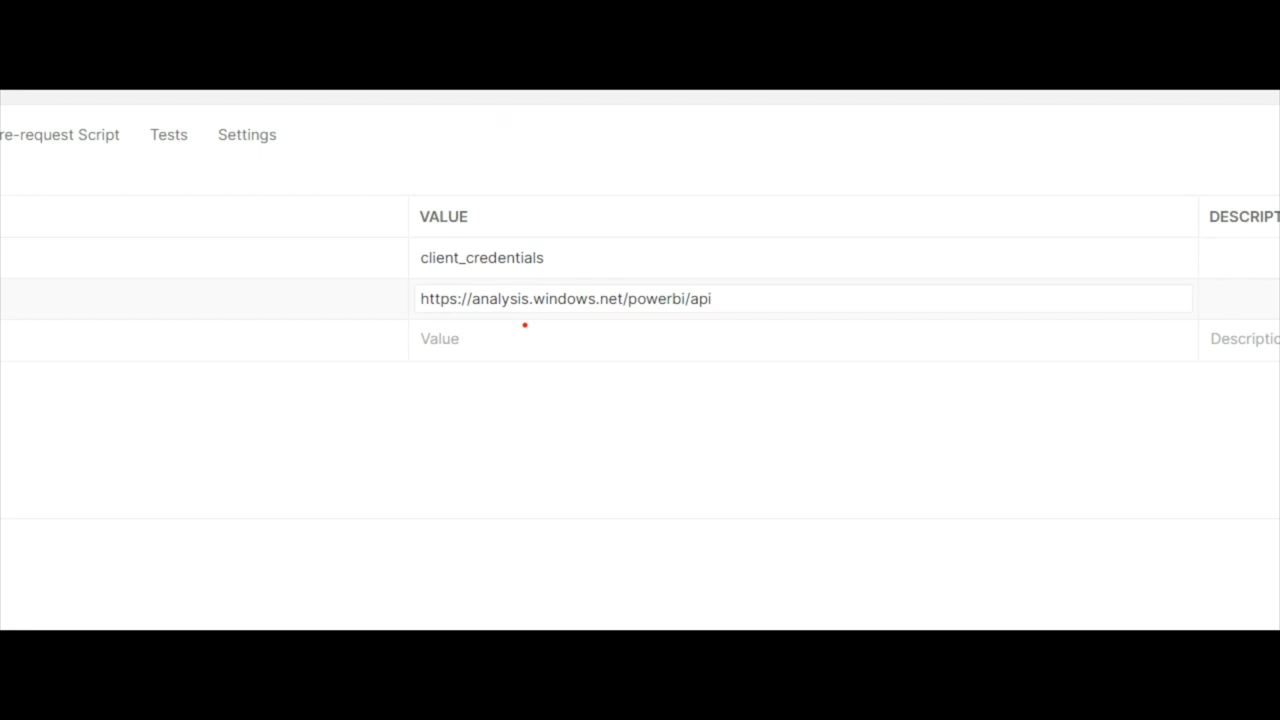 re-request Script Tests Settings
VALUE DESCRIPT
client_credentials
https://analysis.windows.net/powerbi/api
Value Descriptio